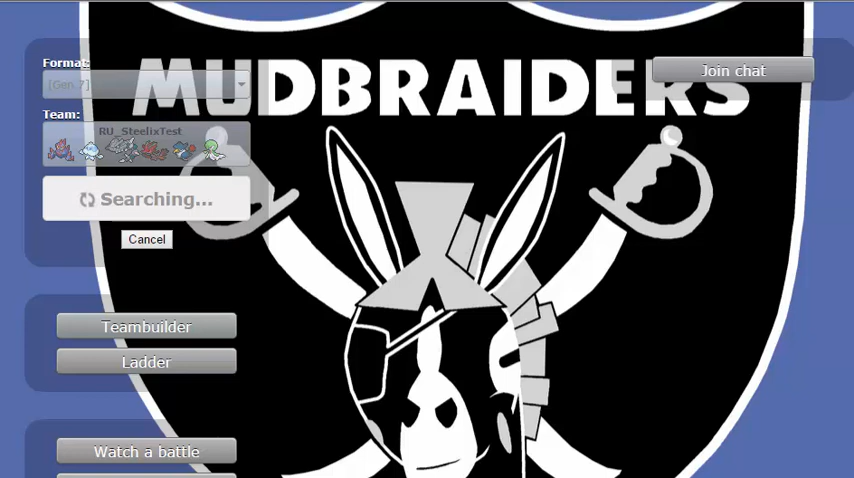 MUDBRAIDERS
Format:
[Gen 7]
Join chat
Team:
RU_SteelixTest
Searching...
Cancel
Teambuilder
Ladder
Watch a battle